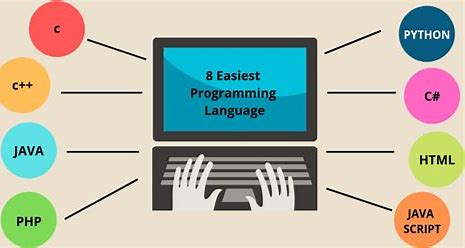 c
c++
JAVA
PHP
8 Easiest
Programming
Language
PYTHON
C#
HTML
JAVA
SCRIPT